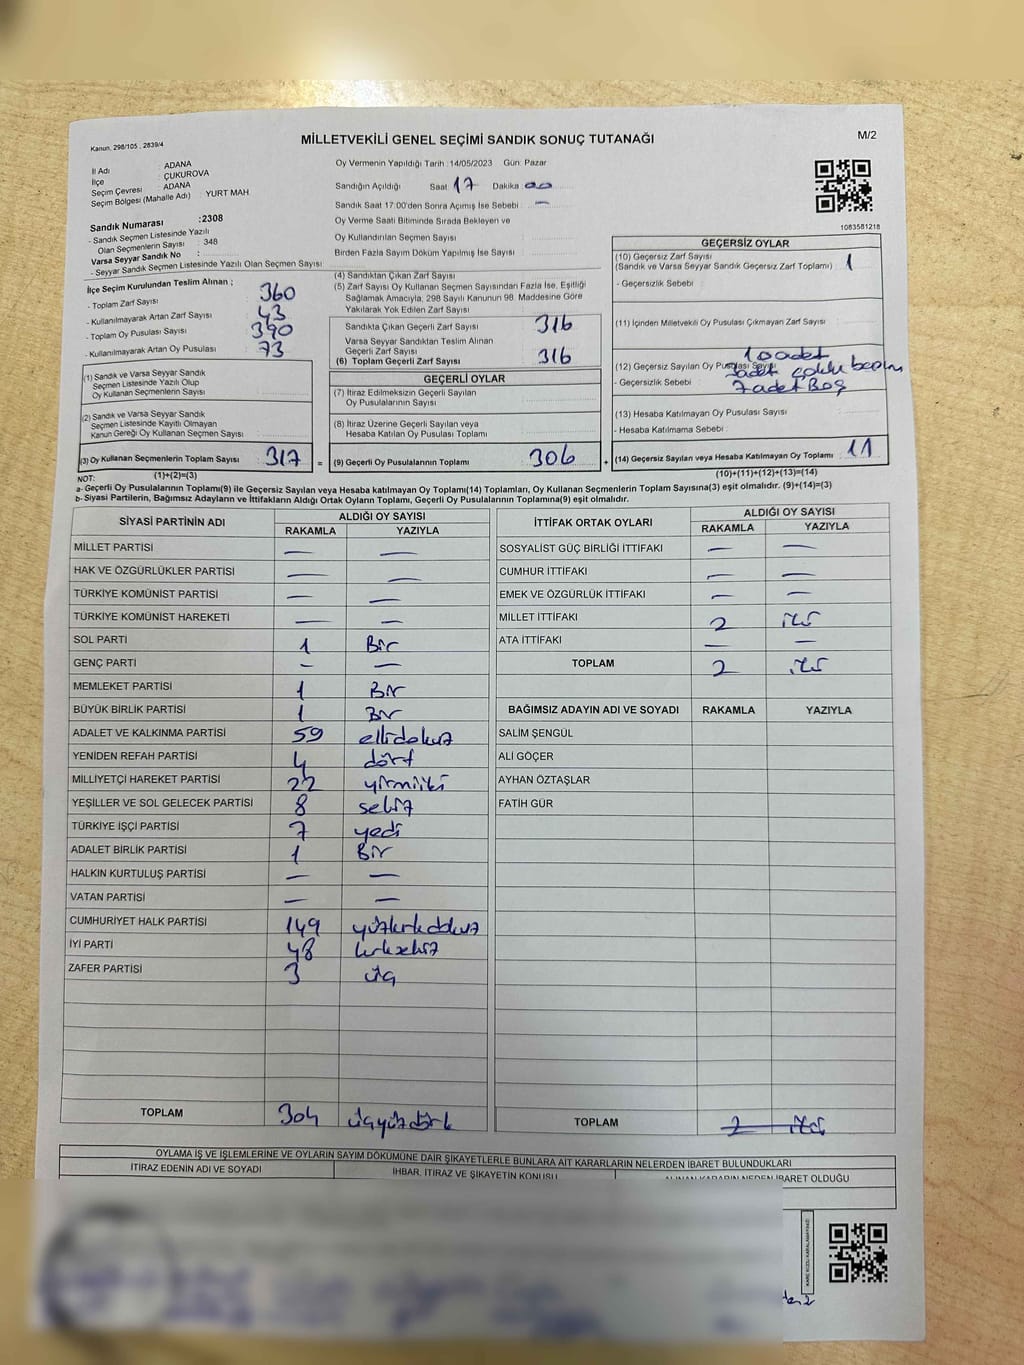 MİLLETVEKİLİ GENEL SEÇİMİ SANDIK SONUÇ TUTANAĞI
M/2
Kanun, 298/105 , 2839/4
İl Adı : ADANA
İlçe : ÇUKUROVA
Seçim Çevresi : ADANA
Seçim Bölgesi (Mahalle Adı) : YURT MAH
Sandık Numarası :2308
- Sandık Seçmen Listesinde Yazılı
Olan Seçmenlerin Sayısı : 348
Varsa Seyyar Sandık No :
- Seyyar Sandık Seçmen Listesinde Yazılı Olan Seçmen Sayısı
İlçe Seçim Kurulundan Teslim Alınan ;
- Toplam Zarf Sayısı 360
- Kullanılmayarak Artan Zarf Sayısı 43
- Toplam Oy Pusulası Sayısı 390
- Kullanılmayarak Artan Oy Pusulası 73
(1) Sandık ve Varsa Seyyar Sandık
Seçmen Listesinde Yazılı Olup
Oy Kullanan Seçmenlerin Sayısı
(2) Sandık ve Varsa Seyyar Sandık
Seçmen Listesinde Kayıtlı Olmayan
Kanun Gereği Oy Kullanan Seçmen Sayısı
(3) Oy Kullanan Seçmenlerin Toplam Sayısı 317 =
(1)+(2)=(3)
Oy Vermenin Yapıldığı Tarih :14/05/2023 Gün: Pazar
Sandığın Açıldığı Saat 17 Dakika 00
Sandık Saat 17:00'den Sonra Açımış İse Sebebi : —
Oy Verme Saati Bitiminde Sırada Bekleyen ve
Oy Kullandırılan Seçmen Sayısı
Birden Fazla Sayım Döküm Yapılmış İse Sayısı
(4) Sandıktan Çıkan Zarf Sayısı
(5) Zarf Sayısı Oy Kullanan Seçmen Sayısından Fazla İse, Eşitliği
Sağlamak Amacıyla, 298 Sayılı Kanunun 98. Maddesine Göre
Yakılarak Yok Edilen Zarf Sayısı
Sandıkta Çıkan Geçerli Zarf Sayısı 316
Varsa Seyyar Sandıktan Teslim Alınan
Geçerli Zarf Sayısı
(6) Toplam Geçerli Zarf Sayısı 316
GEÇERLİ OYLAR
(7) İtiraz Edilmeksizin Geçerli Sayılan
Oy Pusulalarının Sayısı
(8) İtiraz Üzerine Geçerli Sayılan veya
Hesaba Katılan Oy Pusulası Toplamı
(9) Geçerli Oy Pusulalarının Toplamı 306 +
1083581218
GEÇERSİZ OYLAR
(10) Geçersiz Zarf Sayısı
(Sandık ve Varsa Seyyar Sandık Geçersiz Zarf Toplamı) : 1
- Geçersizlik Sebebi :
(11) İçinden Milletvekili Oy Pusulası Çıkmayan Zarf Sayısı
10 adet
(12) Geçersiz Sayılan Oy Pusulası Sayısı 3adet çoklu
- Geçersizlik Sebebi : 7adet Boş
(13) Hesaba Katılmayan Oy Pusulası Sayısı
- Hesaba Katılmama Sebebi :
(14) Geçersiz Sayılan veya Hesaba Katılmayan Oy Toplamı 11
(10)+(11)+(12)+(13)=(14)
NOT:
a- Geçerli Oy Pusulalarının Toplamı(9) ile Geçersiz Sayılan veya Hesaba katılmayan Oy Toplamı(14) Toplamları, Oy Kullanan Seçmenlerin Toplam Sayısına(3) eşit olmalıdır. (9)+(14)=(3)
b- Siyasi Partilerin, Bağımsız Adayların ve İttifakların Aldığı Ortak Oyların Toplamı, Geçerli Oy Pusulalarının Toplamına(9) eşit olmalıdır.
SİYASİ PARTİNİN ADI ALDIĞI OY SAYISI
RAKAMLA YAZIYLA
MİLLET PARTİSİ — —
HAK VE ÖZGÜRLÜKLER PARTİSİ — —
TÜRKİYE KOMÜNİST PARTİSİ — —
TÜRKİYE KOMÜNİST HAREKETİ — —
SOL PARTİ 1 Bir
GENÇ PARTİ — —
MEMLEKET PARTİSİ 1 Bir
BÜYÜK BİRLİK PARTİSİ 1 Bir
ADALET VE KALKINMA PARTİSİ 59 ellidokuz
YENİDEN REFAH PARTİSİ 4 dört
MİLLİYETÇİ HAREKET PARTİSİ 22 yirmiiki
YEŞİLLER VE SOL GELECEK PARTİSİ 8 sekiz
TÜRKİYE İŞÇİ PARTİSİ 7 yedi
ADALET BİRLİK PARTİSİ 1 Bir
HALKIN KURTULUŞ PARTİSİ — —
VATAN PARTİSİ — —
CUMHURİYET HALK PARTİSİ 149 yüzkırkdokuz
İYİ PARTİ 48 kırksekiz
ZAFER PARTİSİ 3 üç
TOPLAM 304 üçyüzdört
İTTİFAK ORTAK OYLARI ALDIĞI OY SAYISI
RAKAMLA YAZIYLA
SOSYALİST GÜÇ BİRLİĞİ İTTİFAKI — —
CUMHUR İTTİFAKI — —
EMEK VE ÖZGÜRLÜK İTTİFAKI — —
MİLLET İTTİFAKI 2 iki
ATA İTTİFAKI — —
TOPLAM 2 iki
BAĞIMSIZ ADAYIN ADI VE SOYADI RAKAMLA YAZIYLA
SALİM ŞENGÜL
ALİ GÖÇER
AYHAN ÖZTAŞLAR
FATİH GÜR
TOPLAM 2 iki
OYLAMA İŞ VE İŞLEMLERİNE VE OYLARIN SAYIM DÖKÜMÜNE DAİR ŞİKAYETLERLE BUNLARA AİT KARARLARIN NELERDEN İBARET BULUNDUKLARI
İTİRAZ EDENİN ADI VE SOYADI İHBAR, İTİRAZ VE ŞİKAYETİN KONUSU ALINAN KARARIN NEDEN İBARET OLDUĞU